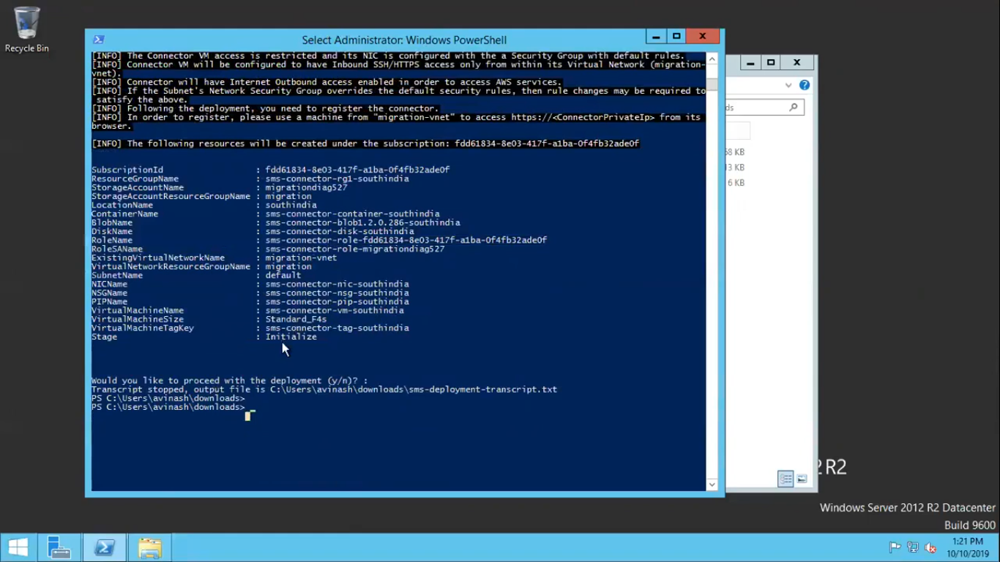 Recycle Bin
Select Administrator: Windows PowerShell
[INFO] The Connector VM access is restricted and its NIC is configured with the a Security Group with default rules.
[INFO] Connector VM will be configured to have Inbound SSH/HTTPS access only from within its Virtual Network (migration-
vnet).
[INFO] Connector will have Internet Outbound access enabled in order to access AWS services.
[INFO] If the Subnet's Network Security Group overrides the default security rules, then rule changes may be required to
satisfy the above.
[INFO] Following the deployment, you need to register the connector.
[INFO] In order to register, please use a machine from "migration-vnet" to access https://<ConnectorPrivateIp> from its
browser.
[INFO] The following resources will be created under the subscription: fdd61834-8e03-417f-a1ba-0f4fb32ade0f
SubscriptionId : fdd61834-8e03-417f-a1ba-0f4fb32ade0f
ResourceGroupName : sms-connector-rg1-southindia
StorageAccountName : migrationdiag527
StorageAccountResourceGroupName : migration
LocationName : southindia
ContainerName : sms-connector-container-southindia
BlobName : sms-connector-blob1.2.0.286-southindia
DiskName : sms-connector-disk-southindia
RoleName : sms-connector-role-fdd61834-8e03-417f-a1ba-0f4fb32ade0f
RoleSAName : sms-connector-role-migrationdiag527
ExistingVirtualNetworkName : migration-vnet
VirtualNetworkResourceGroupName : migration
SubnetName : default
NICName : sms-connector-nic-southindia
NSGName : sms-connector-nsg-southindia
PIPName : sms-connector-pip-southindia
VirtualMachineName : sms-connector-vm-southindia
VirtualMachineSize : Standard_F4s
VirtualMachineTagKey : sms-connector-tag-southindia
Stage : Initialize
Would you like to proceed with the deployment (y/n)? :
Transcript stopped, output file is C:\Users\avinash\downloads\sms-deployment-transcript.txt
PS C:\Users\avinash\downloads>
PS C:\Users\avinash\downloads> _
ds
68 KB
13 KB
6 KB
2 R2
Windows Server 2012 R2 Datacenter
Build 9600
1:21 PM
10/10/2019